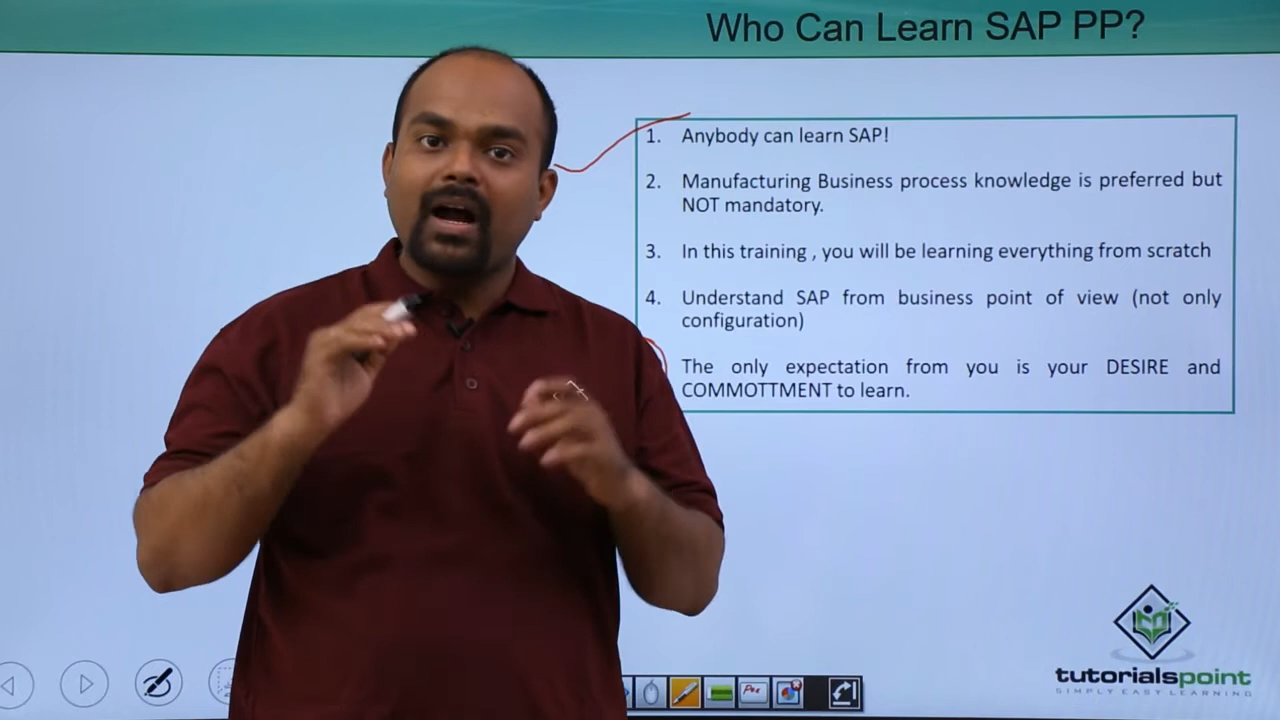 Who Can Learn SAP PP?
1. Anybody can learn SAP!
2. Manufacturing Business process knowledge is preferred but
NOT mandatory.
3. In this training , you will be learning everything from scratch
4. Understand SAP from business point of view (not only
configuration)
The only expectation from you is your DESIRE and
COMMOTTMENT to learn.
tutorialspoint
SIMPLY EASY LEARNING